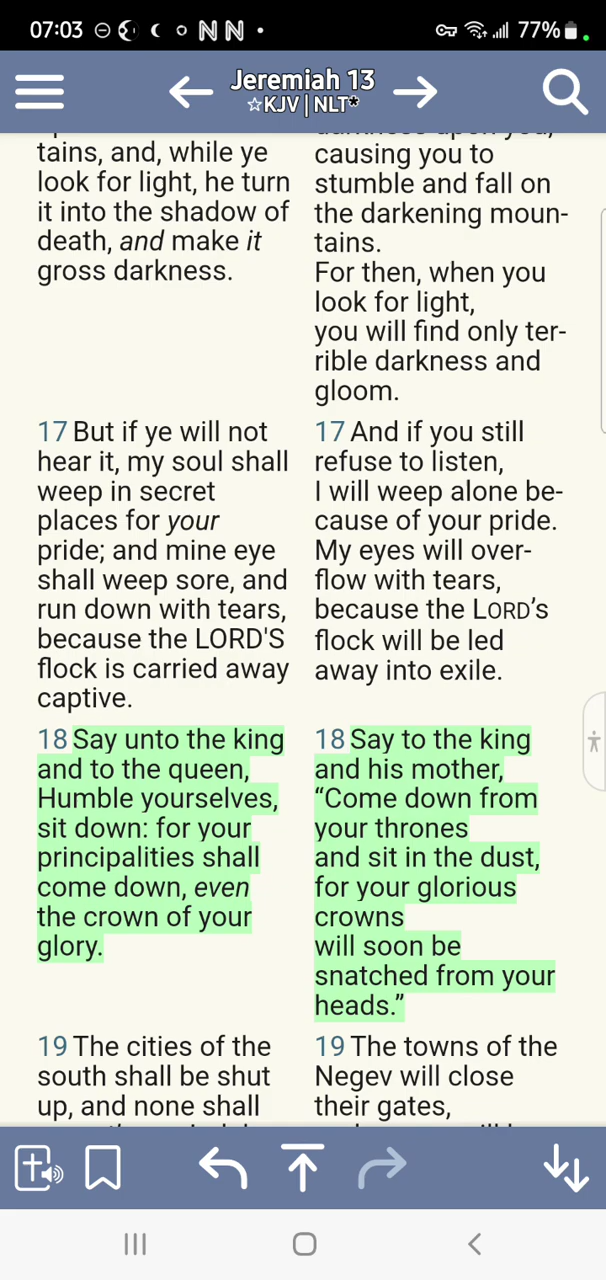 07:03 N N • 77%
Jeremiah 13
☆KJV | NLT*
tains, and, while ye
look for light, he turn
it into the shadow of
death, and make it
gross darkness.
17 But if ye will not
hear it, my soul shall
weep in secret
places for your
pride; and mine eye
shall weep sore, and
run down with tears,
because the LORD'S
flock is carried away
captive.
18 Say unto the king
and to the queen,
Humble yourselves,
sit down: for your
principalities shall
come down, even
the crown of your
glory.
19 The cities of the
south shall be shut
up, and none shall
darkness upon you,
causing you to
stumble and fall on
the darkening moun-
tains.
For then, when you
look for light,
you will find only ter-
rible darkness and
gloom.
17 And if you still
refuse to listen,
I will weep alone be-
cause of your pride.
My eyes will over-
flow with tears,
because the LORD’s
flock will be led
away into exile.
18 Say to the king
and his mother,
“Come down from
your thrones
and sit in the dust,
for your glorious
crowns
will soon be
snatched from your
heads.”
19 The towns of the
Negev will close
their gates,